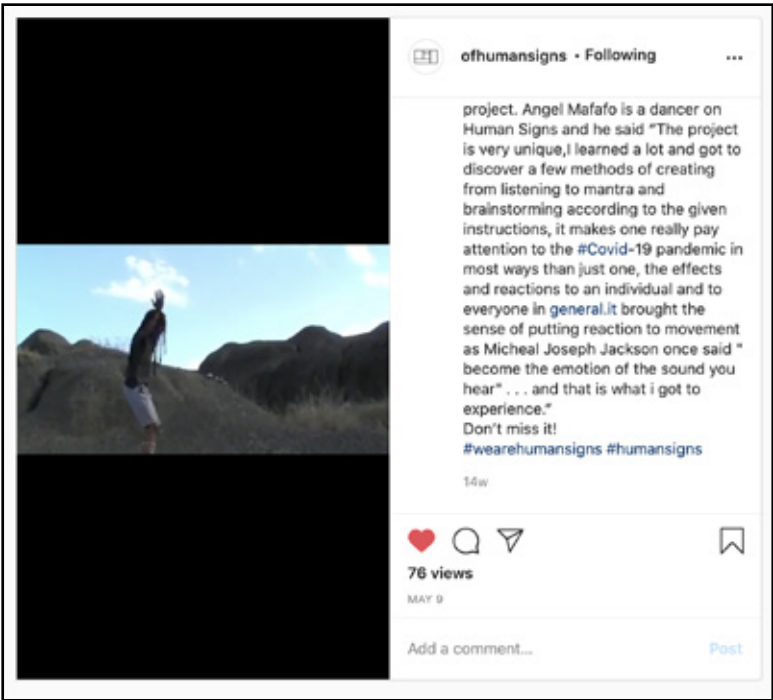 ofhumansigns • Following
project. Angel Mafafo is a dancer on
Human Signs and he said “The project
is very unique,I learned a lot and got to
discover a few methods of creating
from listening to mantra and
brainstorming according to the given
instructions, it makes one really pay
attention to the #Covid-19 pandemic in
most ways than just one, the effects
and reactions to an individual and to
everyone in general.it brought the
sense of putting reaction to movement
as Micheal Joseph Jackson once said "
become the emotion of the sound you
hear" . . . and that is what i got to
experience.”
Don't miss it!
#wearehumansigns #humansigns
14w
76 views
MAY 9
Add a comment...
Post